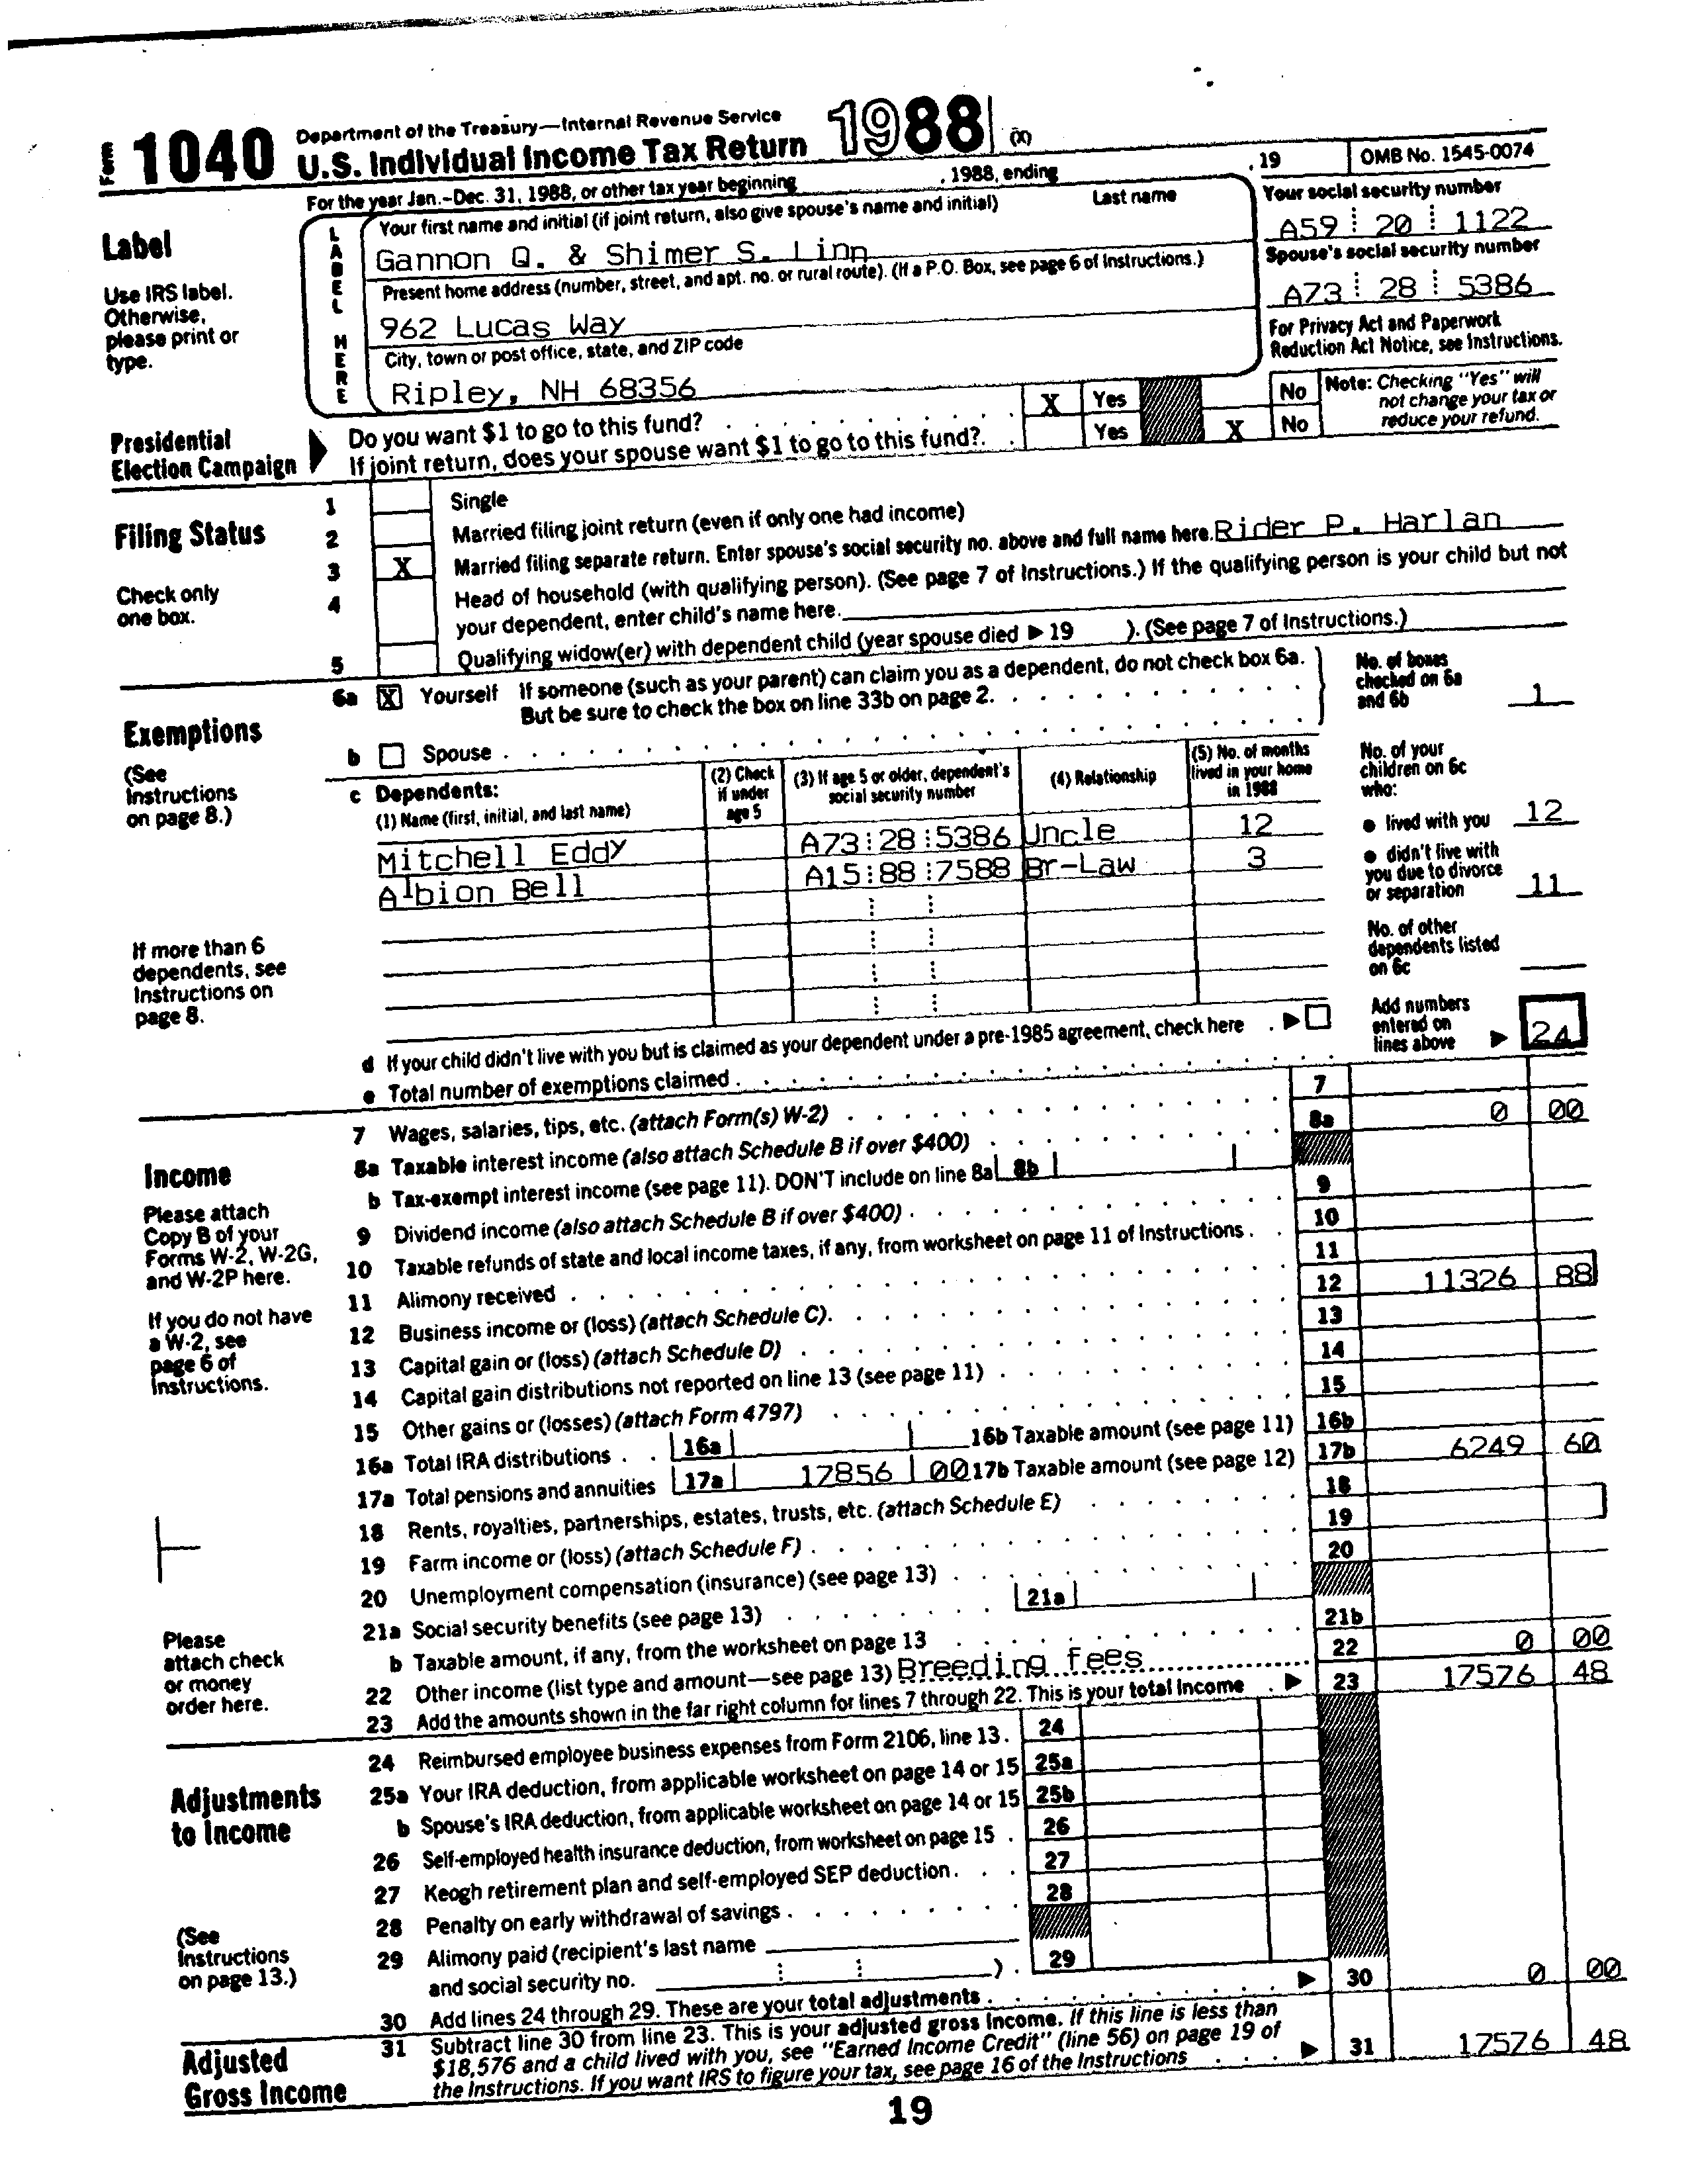 Form 1040 Department of the Treasury—Internal Revenue Service
U.S. Individual Income Tax Return 1988 (X)
For the year Jan.–Dec. 31, 1988, or other tax year beginning , 1988, ending , 19 OMB No. 1545-0074
Label
Use IRS label.
Otherwise,
please print or
type.
LABEL HERE
Your first name and initial (if joint return, also give spouse's name and initial) Last name
Gannon Q. & Shimer S. Linn
Present home address (number, street, and apt. no. or rural route). (If a P.O. Box, see page 6 of Instructions.)
962 Lucas Way
City, town or post office, state, and ZIP code
Ripley, NH 68356
Your social security number
A59 20 1122
Spouse's social security number
A73 28 5386
For Privacy Act and Paperwork
Reduction Act Notice, see Instructions.
Presidential
Election Campaign
Do you want $1 to go to this fund? X Yes No
If joint return, does your spouse want $1 to go to this fund? Yes X No
Note: Checking "Yes" will
not change your tax or
reduce your refund.
Filing Status
Check only
one box.
1 Single
2 Married filing joint return (even if only one had income)
3 X Married filing separate return. Enter spouse's social security no. above and full name here. Rider P. Harlan
4 Head of household (with qualifying person). (See page 7 of Instructions.) If the qualifying person is your child but not
your dependent, enter child's name here.
5 Qualifying widow(er) with dependent child (year spouse died ▶ 19 ). (See page 7 of Instructions.)
Exemptions
(See
Instructions
on page 8.)
If more than 6
dependents, see
Instructions on
page 8.
6a X Yourself If someone (such as your parent) can claim you as a dependent, do not check box 6a.
But be sure to check the box on line 33b on page 2.
b Spouse
No. of boxes
checked on 6a
and 6b 1
c Dependents:
(1) Name (first, initial, and last name)
(2) Check
if under
age 5
(3) If age 5 or older, dependent's
social security number
(4) Relationship
(5) No. of months
lived in your home
in 1988
Mitchell Eddy A73 28 5386 Uncle 12
Albion Bell A15 88 7588 Br-Law 3
No. of your
children on 6c
who:
● lived with you 12
● didn't live with
you due to divorce
or separation 11
No. of other
dependents listed
on 6c
d If your child didn't live with you but is claimed as your dependent under a pre-1985 agreement, check here ▶
e Total number of exemptions claimed
Add numbers
entered on
lines above ▶ 24
Income
Please attach
Copy B of your
Forms W-2, W-2G,
and W-2P here.
If you do not have
a W-2, see
page 6 of
Instructions.
Please
attach check
or money
order here.
7 Wages, salaries, tips, etc. (attach Form(s) W-2) 7
8a Taxable interest income (also attach Schedule B if over $400) 8a 0 00
b Tax-exempt interest income (see page 11). DON'T include on line 8a 8b
9 Dividend income (also attach Schedule B if over $400) 9
10 Taxable refunds of state and local income taxes, if any, from worksheet on page 11 of Instructions 10
11 Alimony received 11
12 Business income or (loss) (attach Schedule C) 12 11326 88
13 Capital gain or (loss) (attach Schedule D) 13
14 Capital gain distributions not reported on line 13 (see page 11) 14
15 Other gains or (losses) (attach Form 4797) 15
16a Total IRA distributions 16a 16b Taxable amount (see page 11) 16b
17a Total pensions and annuities 17a 17856 00 17b Taxable amount (see page 12) 17b 6249 60
18 Rents, royalties, partnerships, estates, trusts, etc. (attach Schedule E) 18
19 Farm income or (loss) (attach Schedule F) 19
20 Unemployment compensation (insurance) (see page 13) 20
21a Social security benefits (see page 13) 21a
b Taxable amount, if any, from the worksheet on page 13 21b
22 Other income (list type and amount—see page 13) Breeding fees 22 0 00
23 Add the amounts shown in the far right column for lines 7 through 22. This is your total income ▶ 23 17576 48
Adjustments
to Income
(See
Instructions
on page 13.)
24 Reimbursed employee business expenses from Form 2106, line 13. 24
25a Your IRA deduction, from applicable worksheet on page 14 or 15 25a
b Spouse's IRA deduction, from applicable worksheet on page 14 or 15 25b
26 Self-employed health insurance deduction, from worksheet on page 15 26
27 Keogh retirement plan and self-employed SEP deduction 27
28 Penalty on early withdrawal of savings 28
29 Alimony paid (recipient's last name
and social security no. ) 29
30 Add lines 24 through 29. These are your total adjustments ▶ 30 0 00
Adjusted
Gross Income
31 Subtract line 30 from line 23. This is your adjusted gross income. If this line is less than
$18,576 and a child lived with you, see "Earned Income Credit" (line 56) on page 19 of
the Instructions. If you want IRS to figure your tax, see page 16 of the Instructions ▶ 31 17576 48
19